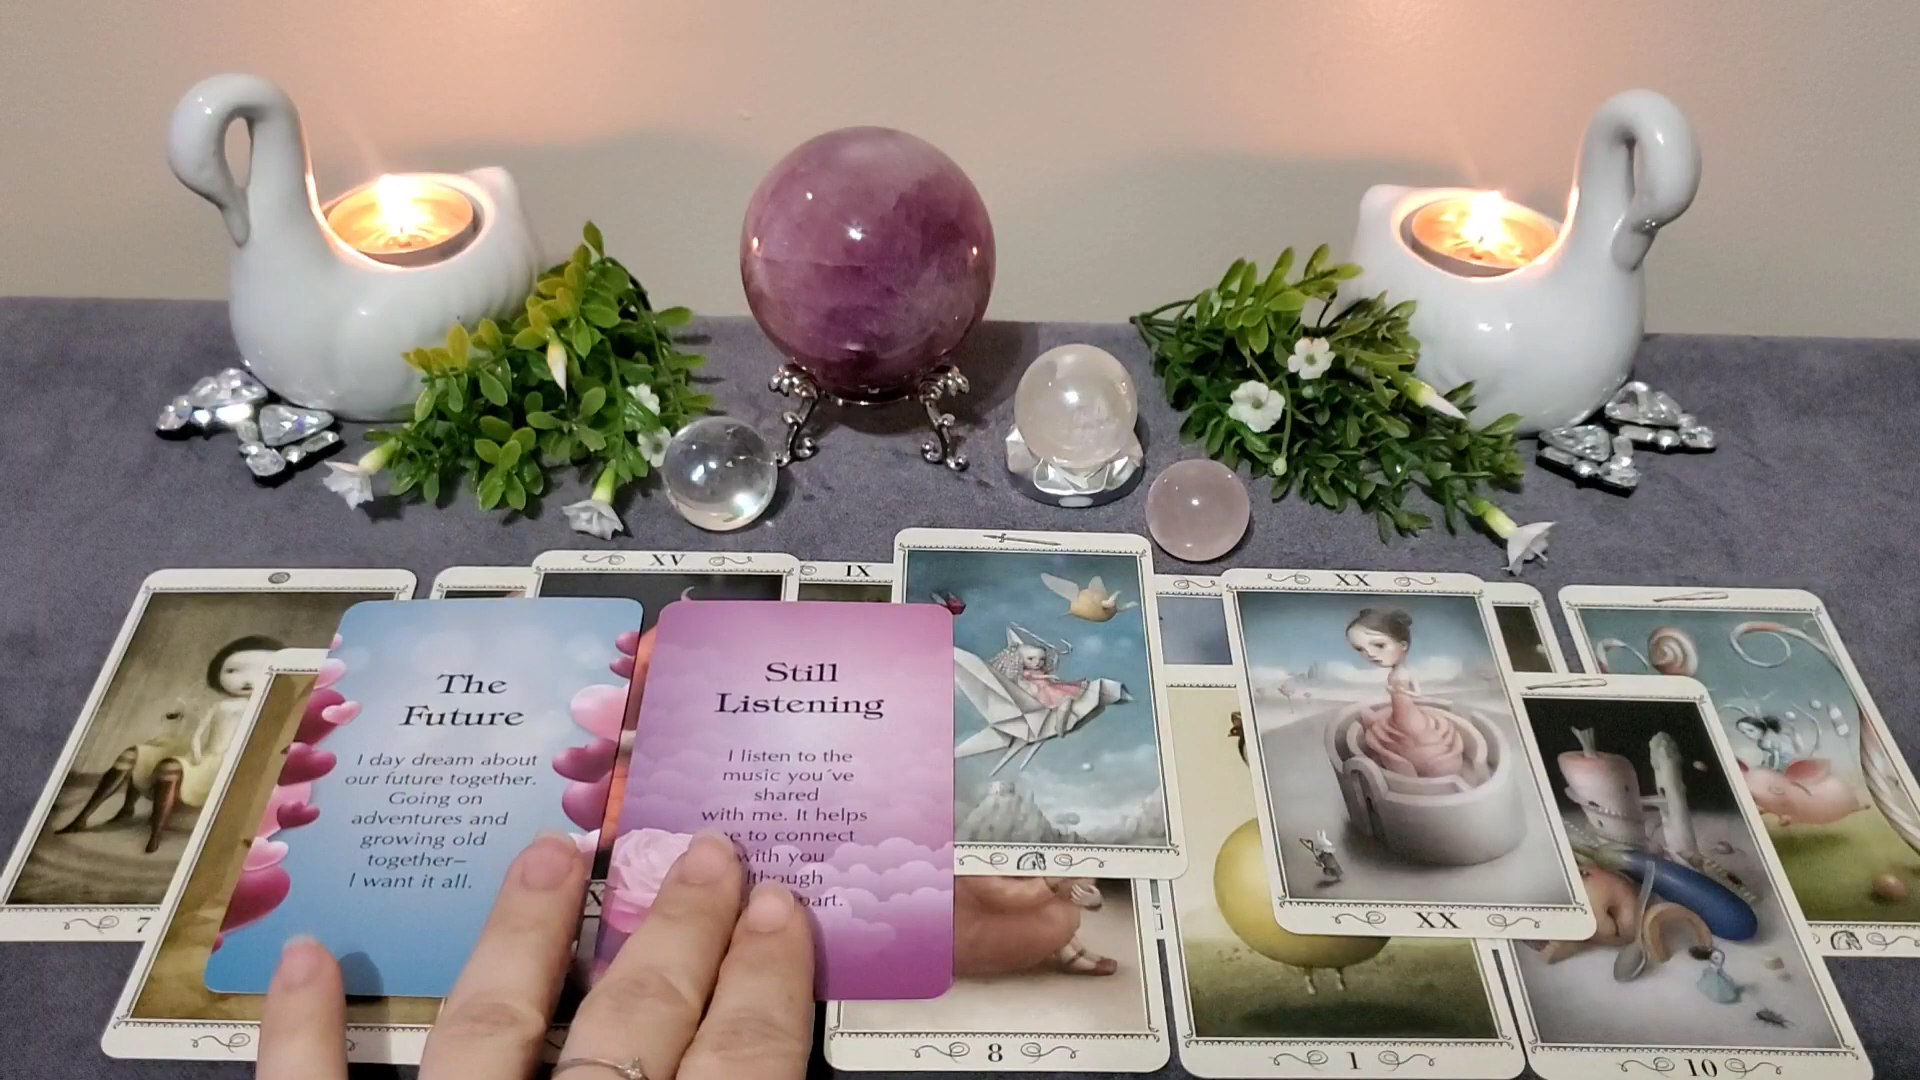 XV
IX
XX
The
Future
I day dream about
our future together.
Going on
adventures and
growing old
together–
I want it all.
Still
Listening
I listen to the
music you've
shared
with me. It helps
to connect
with you
part.
7
XX
8
1
10